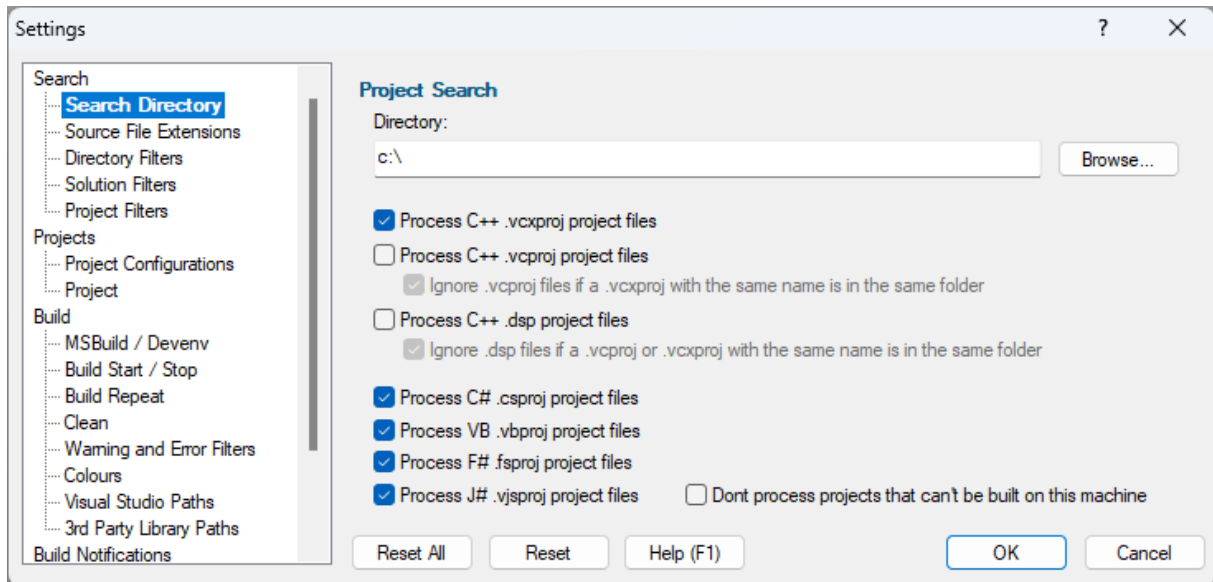 Settings
?
Search
Search Directory
Source File Extensions
Directory Filters
Solution Filters
Project Filters
Projects
Project Configurations
Project
Build
MSBuild / Devenv
Build Start / Stop
Build Repeat
Clean
Warning and Error Filters
Colours
Visual Studio Paths
3rd Party Library Paths
Build Notifications
Project Search
Directory:
c:\
Browse...
Process C++ .vcxproj project files
Process C++ .vcproj project files
Ignore .vcproj files if a .vcxproj with the same name is in the same folder
Process C++ .dsp project files
Ignore .dsp files if a .vcproj or .vcxproj with the same name is in the same folder
Process C# .csproj project files
Process VB .vbproj project files
Process F# .fsproj project files
Process J# .vjsproj project files
Dont process projects that can't be built on this machine
Reset All
Reset
Help (F1)
OK
Cancel